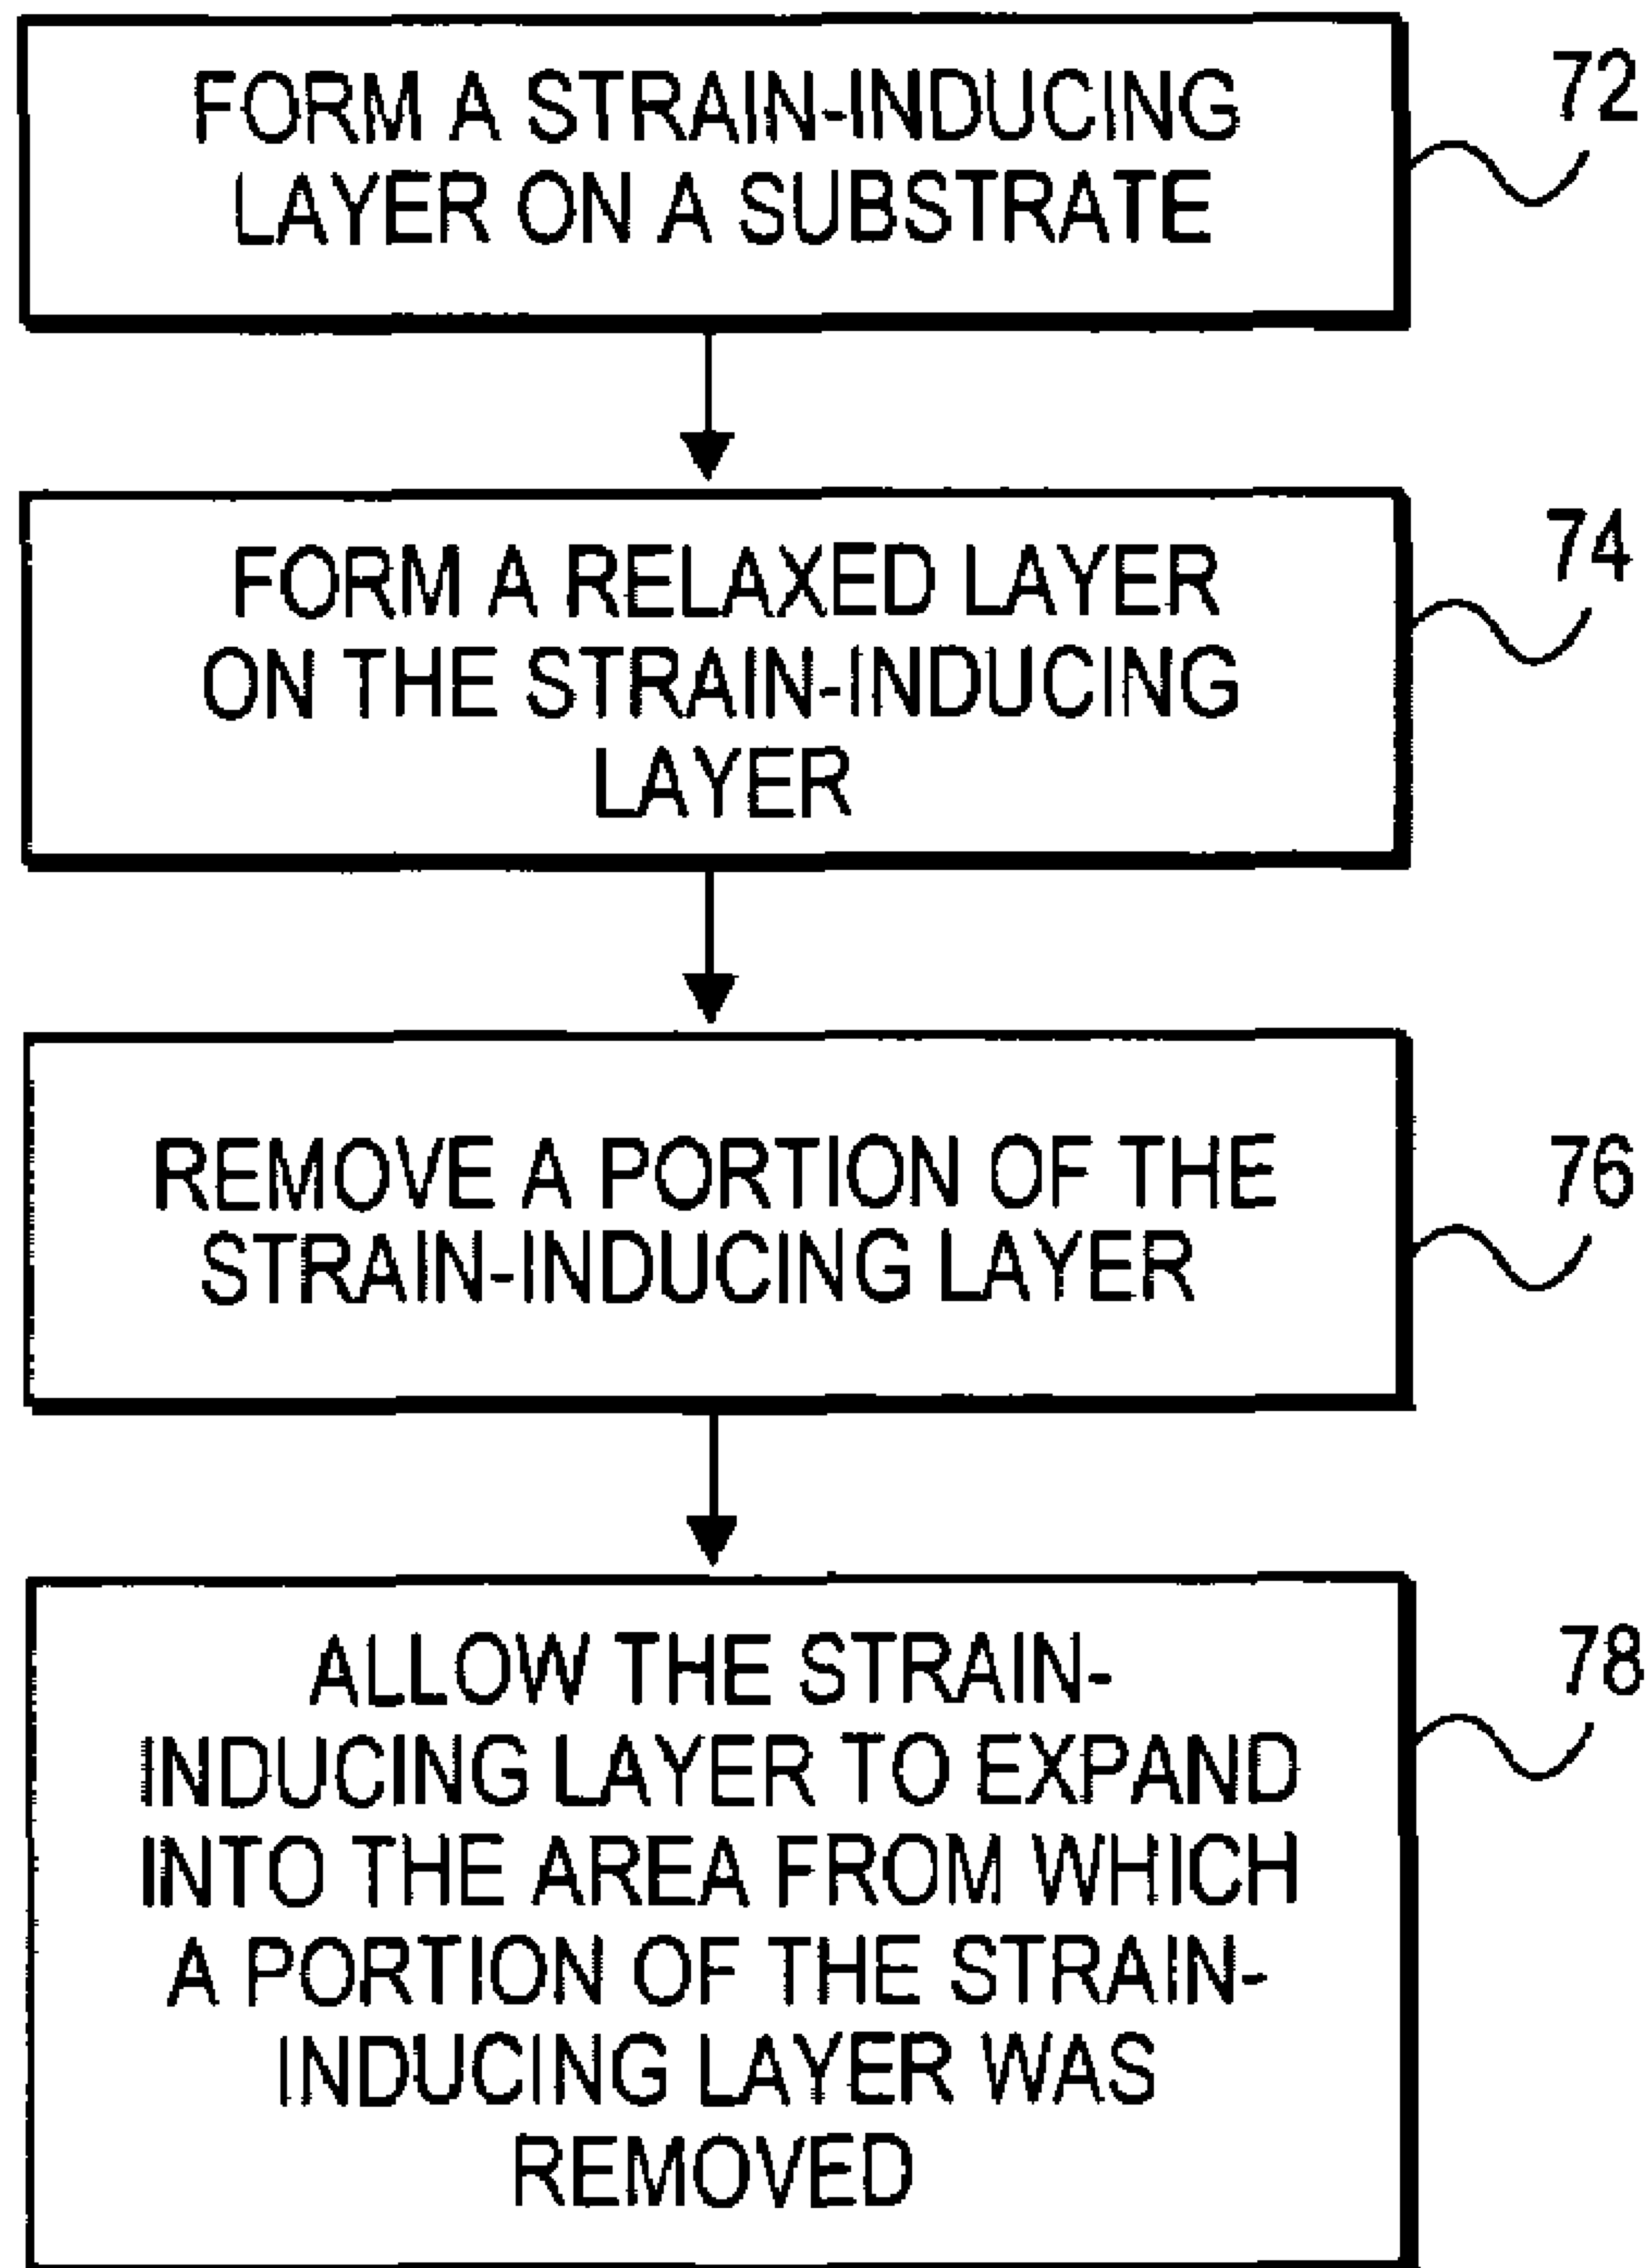 FORM A STRAIN-INDUCING
LAYER ON A SUBSTRATE
72
FORM A RELAXED LAYER
ON THE STRAIN-INDUCING
LAYER
74
REMOVE A PORTION OF THE
STRAIN-INDUCING LAYER
76
ALLOW THE STRAIN-
INDUCING LAYER TO EXPAND
INTO THE AREA FROM WHICH
A PORTION OF THE STRAIN-
INDUCING LAYER WAS
REMOVED
78